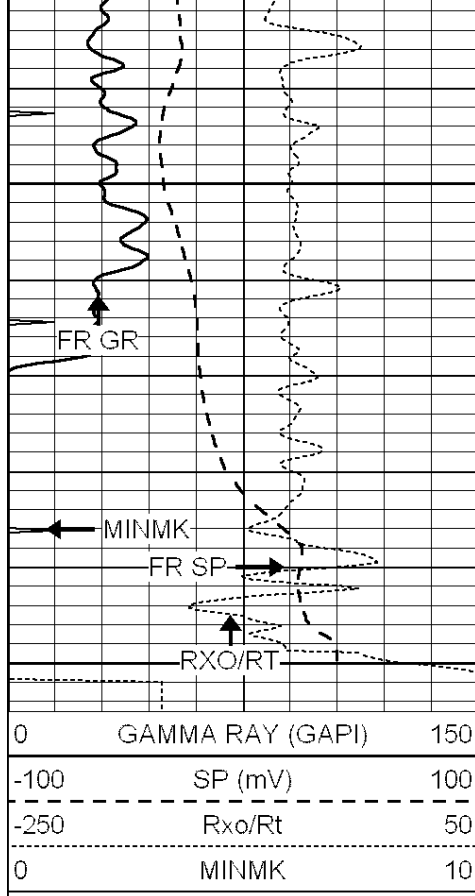 FR GR
MINMK
FR SP
RXO/RT
0 GAMMA RAY (GAPI) 150
-100 SP (mV) 100
-250 Rxo/Rt 50
0 MINMK 10